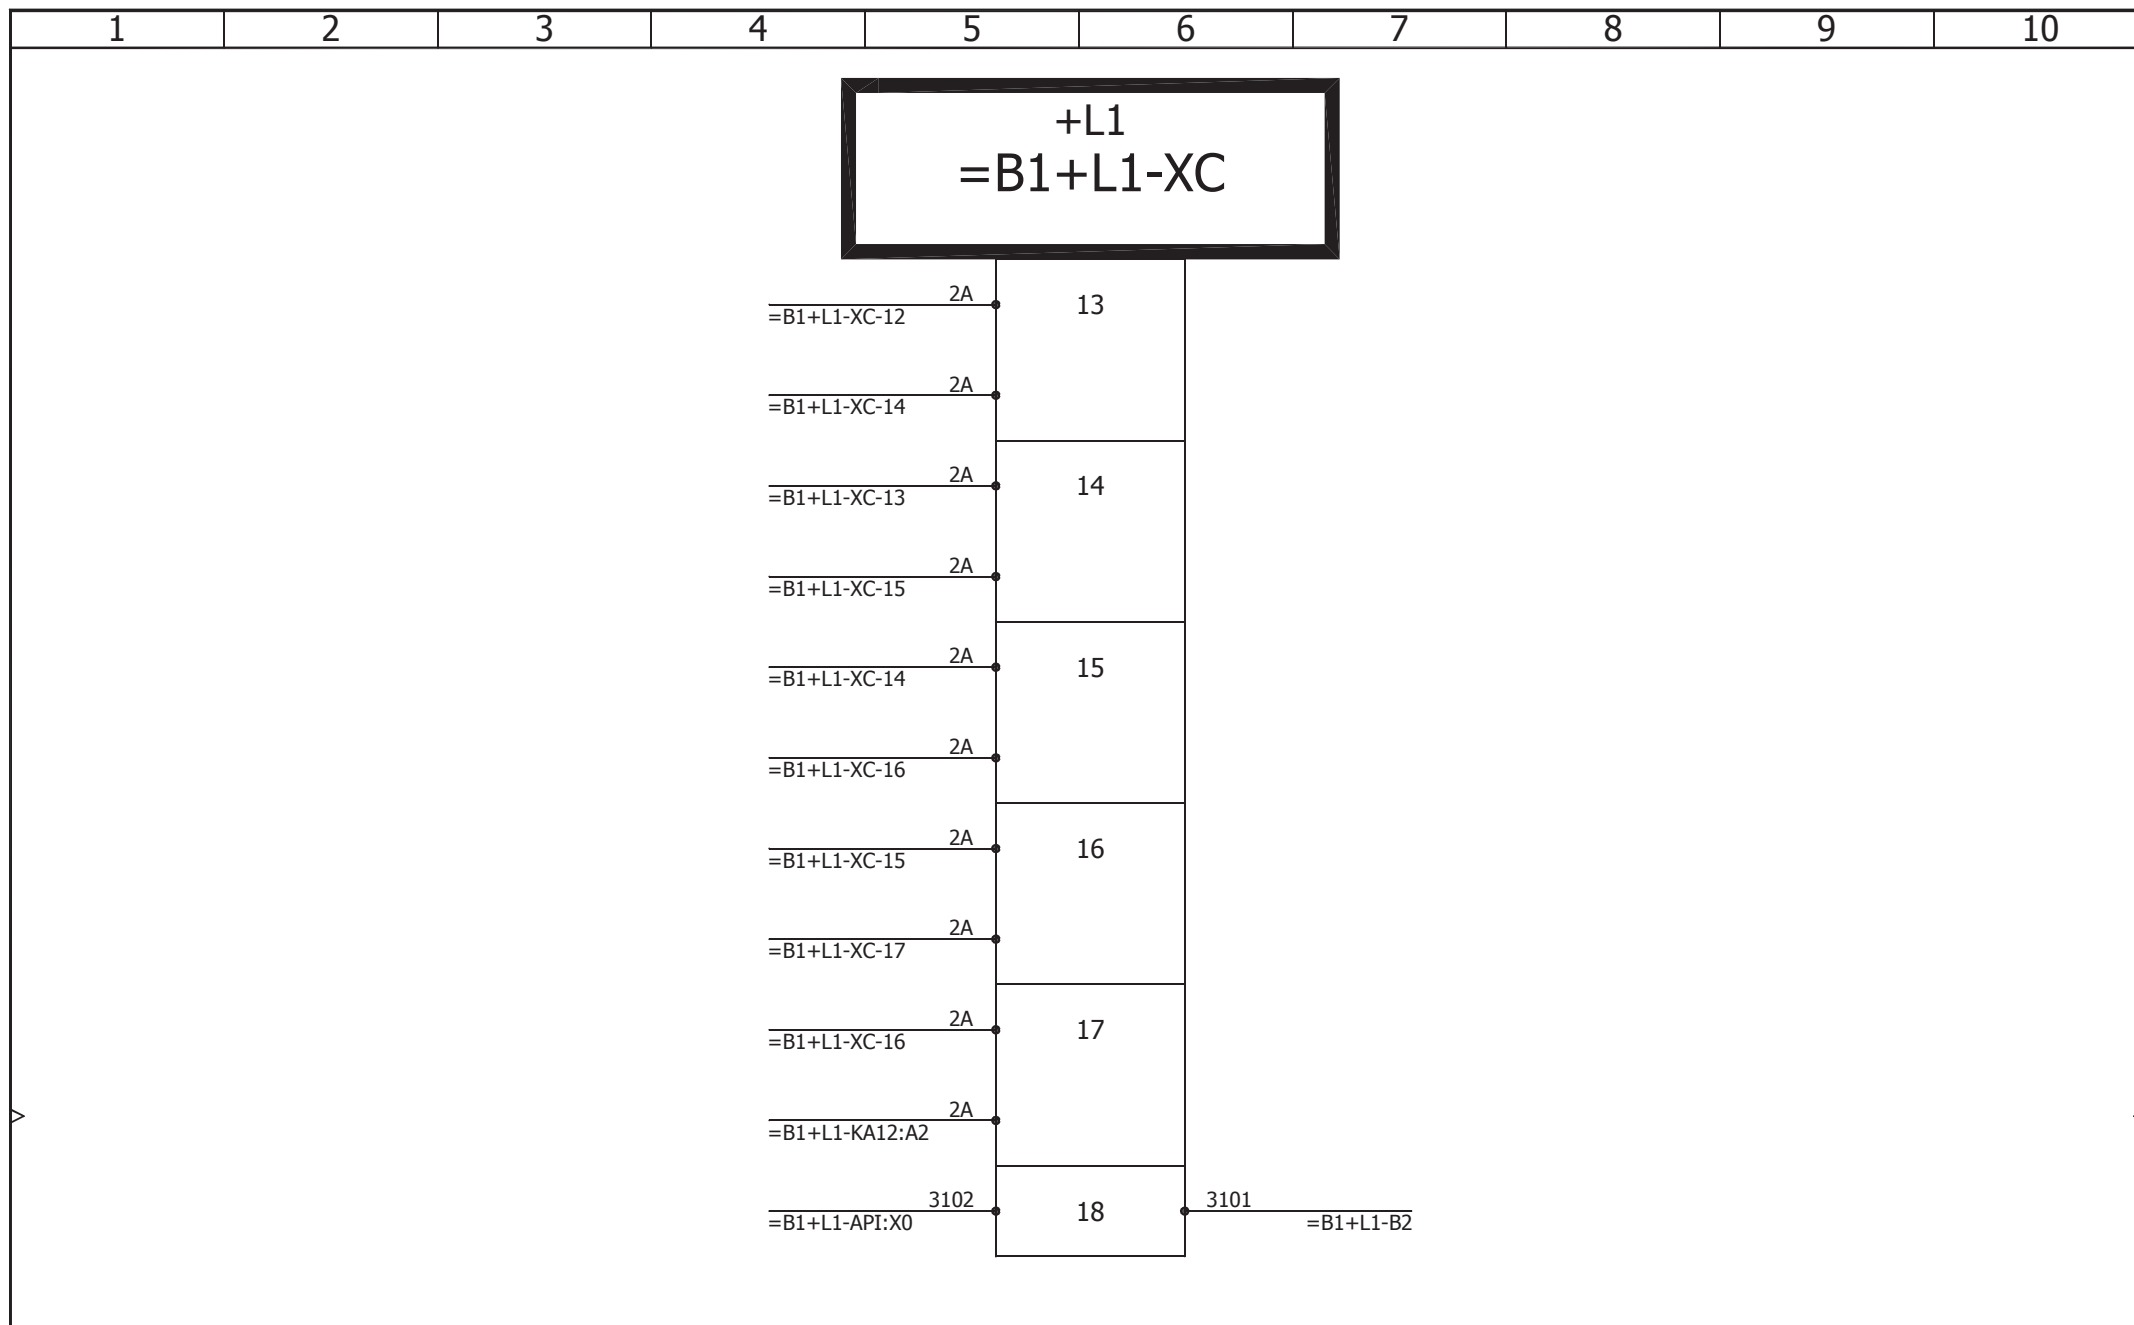 1 2 3 4 5 6 7 8 9 10
+L1
=B1+L1-XC
2A
13
=B1+L1-XC-12
2A
=B1+L1-XC-14
2A
14
=B1+L1-XC-13
2A
=B1+L1-XC-15
2A
15
=B1+L1-XC-14
2A
=B1+L1-XC-16
2A
16
=B1+L1-XC-15
2A
=B1+L1-XC-17
2A
17
=B1+L1-XC-16
2A
=B1+L1-KA12:A2
3102
18
3101
=B1+L1-API:X0
=B1+L1-B2